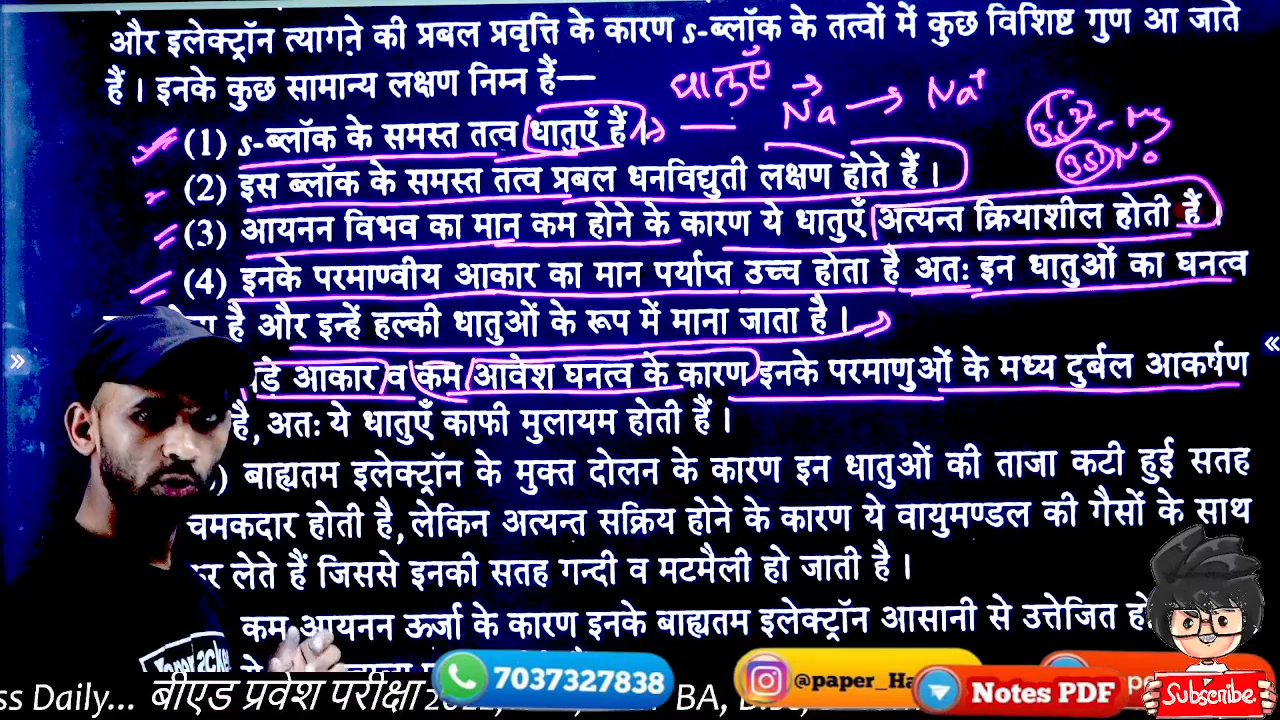 और इलेक्ट्रॉन त्यागने की प्रबल प्रवृत्ति के कारण s-ब्लॉक के तत्वों में कुछ विशिष्ट गुण आ जाते
हैं। इनके कुछ सामान्य लक्षण निम्न हैं—
धातुएँ
Na → Na⁺
(1) s-ब्लॉक के समस्त तत्व धातुएँ हैं।
(2) इस ब्लॉक के समस्त तत्व प्रबल धनविद्युती लक्षण होते हैं।
(3) आयनन विभव का मान कम होने के कारण ये धातुएँ अत्यन्त क्रियाशील होती हैं।
(4) इनके परमाण्वीय आकार का मान पर्याप्त उच्च होता है अतः इन धातुओं का घनत्व
है और इन्हें हल्की धातुओं के रूप में माना जाता है।
आकार व कम आवेश घनत्व के कारण इनके परमाणुओं के मध्य दुर्बल आकर्षण
है, अतः ये धातुएँ काफी मुलायम होती हैं।
बाह्यतम इलेक्ट्रॉन के मुक्त दोलन के कारण इन धातुओं की ताजा कटी हुई सतह
चमकदार होती है, लेकिन अत्यन्त सक्रिय होने के कारण ये वायुमण्डल की गैसों के साथ
कर लेते हैं जिससे इनकी सतह गन्दी व मटमैली हो जाती है।
कम आयनन ऊर्जा के कारण इनके बाह्यतम इलेक्ट्रॉन आसानी से उत्तेजित
ss Daily... बीएड प्रवेश परीक्षा 7037327838 BA, @paper_Ha Notes PDF Subscribe